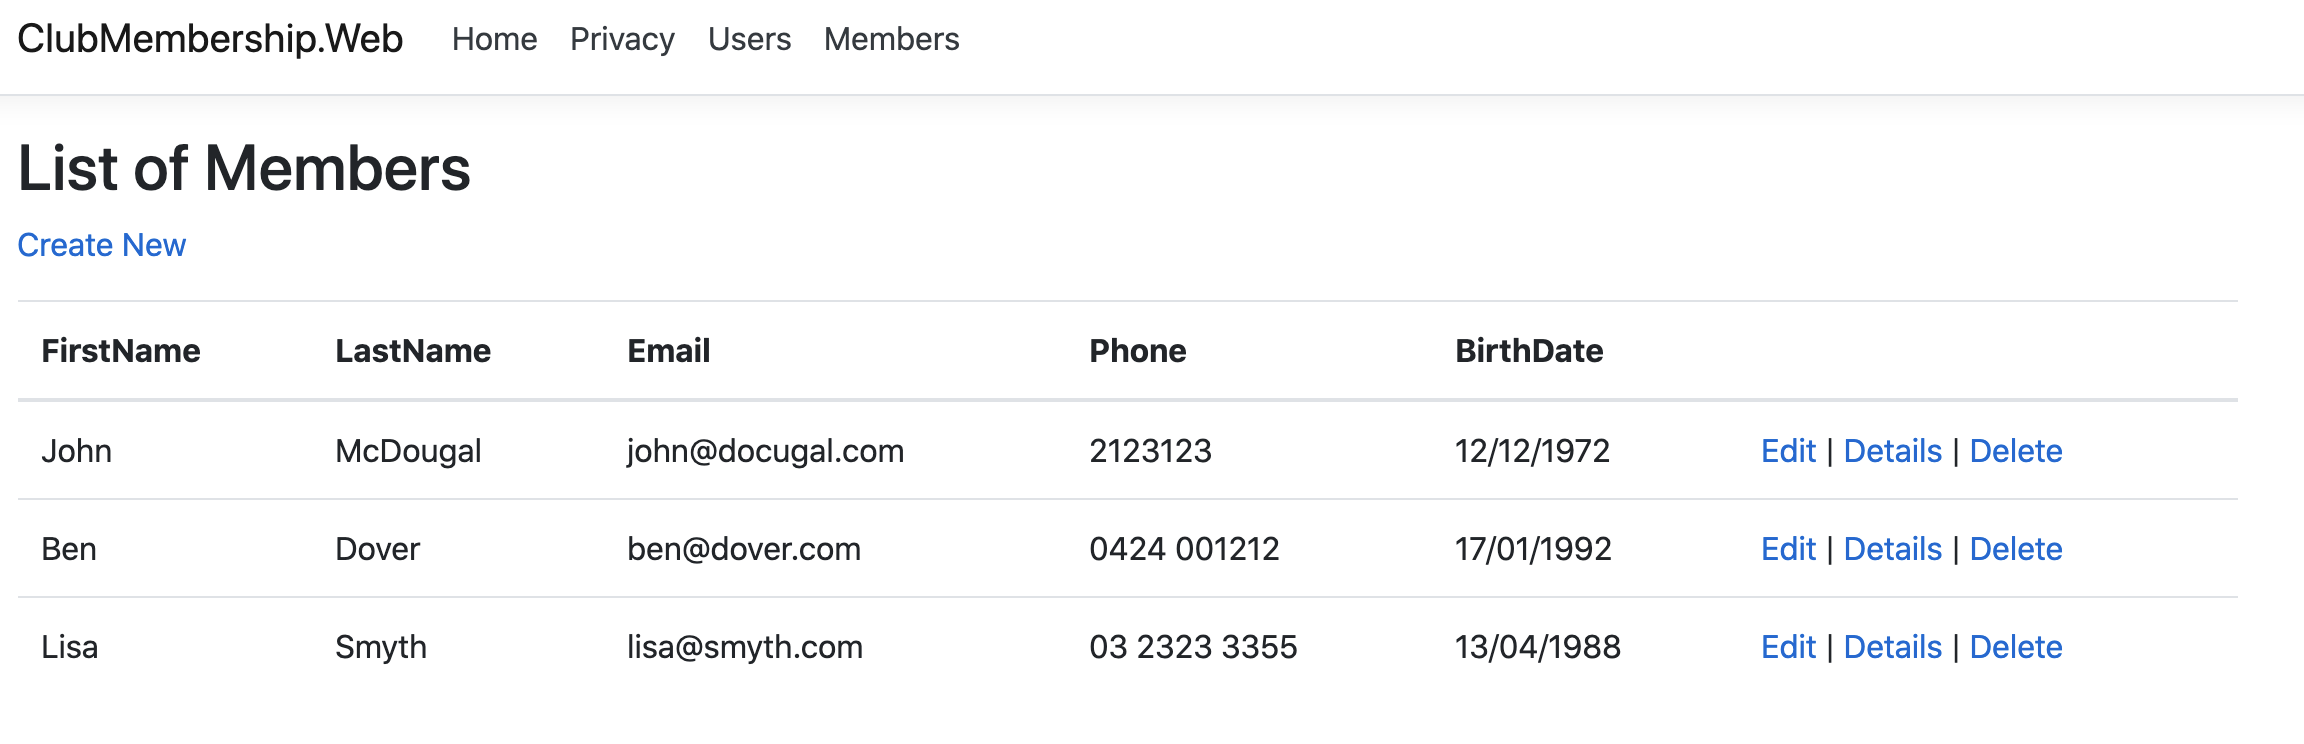 ClubMembership.Web Home Privacy Users Members
List of Members
Create New
FirstName LastName Email Phone BirthDate
John McDougal john@docugal.com 2123123 12/12/1972 Edit | Details | Delete
Ben Dover ben@dover.com 0424 001212 17/01/1992 Edit | Details | Delete
Lisa Smyth lisa@smyth.com 03 2323 3355 13/04/1988 Edit | Details | Delete